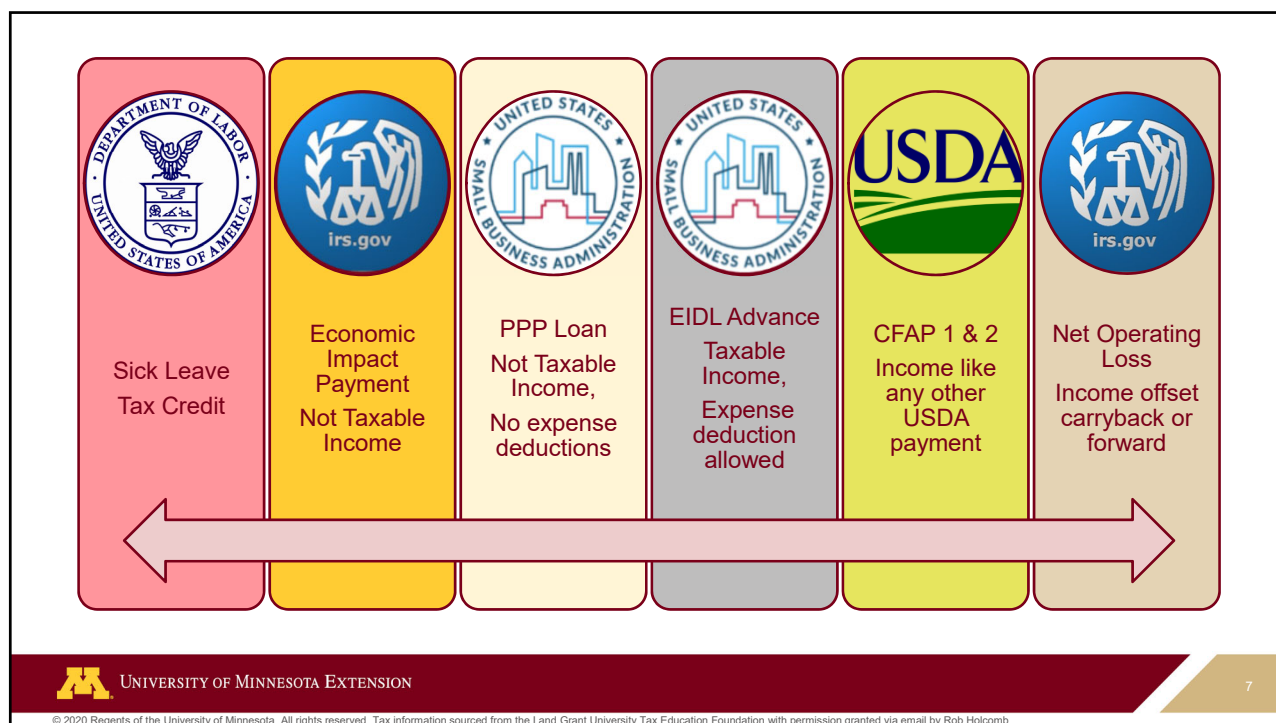 DEPARTMENT OF LABOR
UNITED STATES OF AMERICA
Sick Leave
Tax Credit
irs.gov
Economic
Impact
Payment
Not Taxable
Income
UNITED STATES
SMALL BUSINESS ADMINISTRATION
PPP Loan
Not Taxable
Income,
No expense
deductions
UNITED STATES
SMALL BUSINESS ADMINISTRATION
EIDL Advance
Taxable
Income,
Expense
deduction
allowed
USDA
CFAP 1 & 2
Income like
any other
USDA
payment
irs.gov
Net Operating
Loss
Income offset
carryback or
forward
M
UNIVERSITY OF MINNESOTA EXTENSION
7
© 2020 Regents of the University of Minnesota. All rights reserved. Tax information sourced from the Land Grant University Tax Education Foundation with permission granted via email by Rob Holcomb